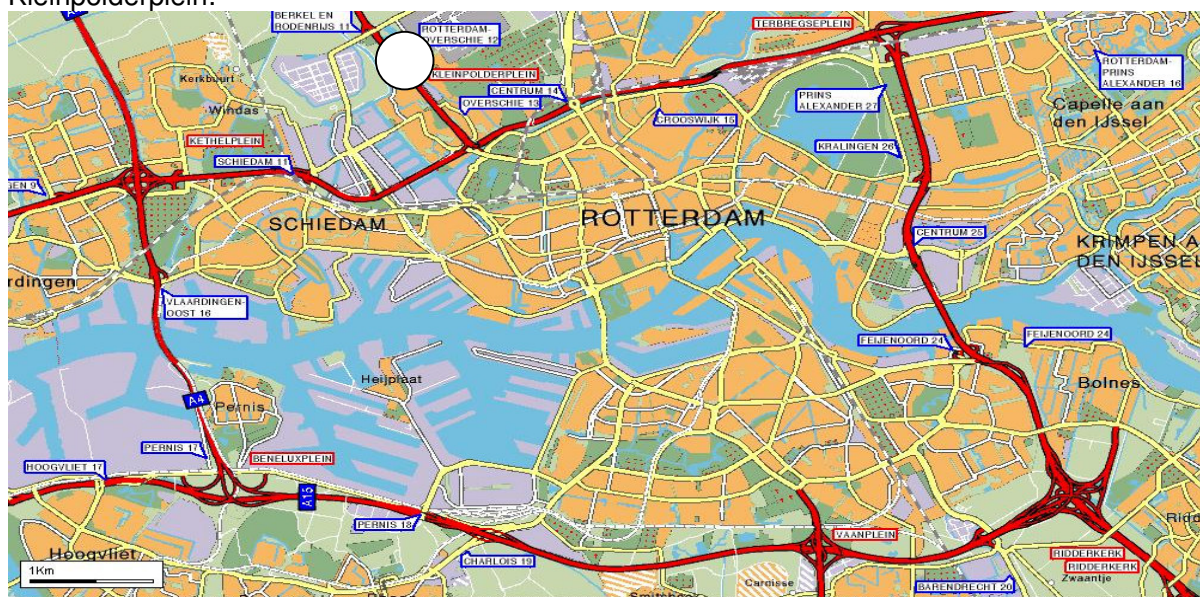 Kleinpolderplein.
BERKEL EN
RODENRIJS 11
ROTTERDAM-
OVERSCHIE 12
TERBREGSEPLEIN
KLEINPOLDERPLEIN
CENTRUM 14
OVERSCHIE 13
Kerkbuurt
Windas
ROTTERDAM-
PRINS
ALEXANDER 16
PRINS
ALEXANDER 27
Capelle aan
den IJssel
CROOSWIJK 15
KETHELPLEIN
SCHIEDAM 11
KRALINGEN 26
GEN 9
SCHIEDAM
ROTTERDAM
CENTRUM 25
KRIMPEN A
DEN IJSSEL
rdingen
VLAARDINGEN-
OOST 16
FEIJENOORD 24
FEIJENOORD 24
Heijplaat
Bolnes
A4
Pernis
PERNIS 17
BENELUXPLEIN
HOOGVLIET 17
A15
PERNIS 18
Ridd
VAANPLEIN
Hoogvliet
CHARLOIS 19
RIDDERKERK
RIDDERKERK
1Km
Carnisse
Zwaantje
BARENDRECHT 20